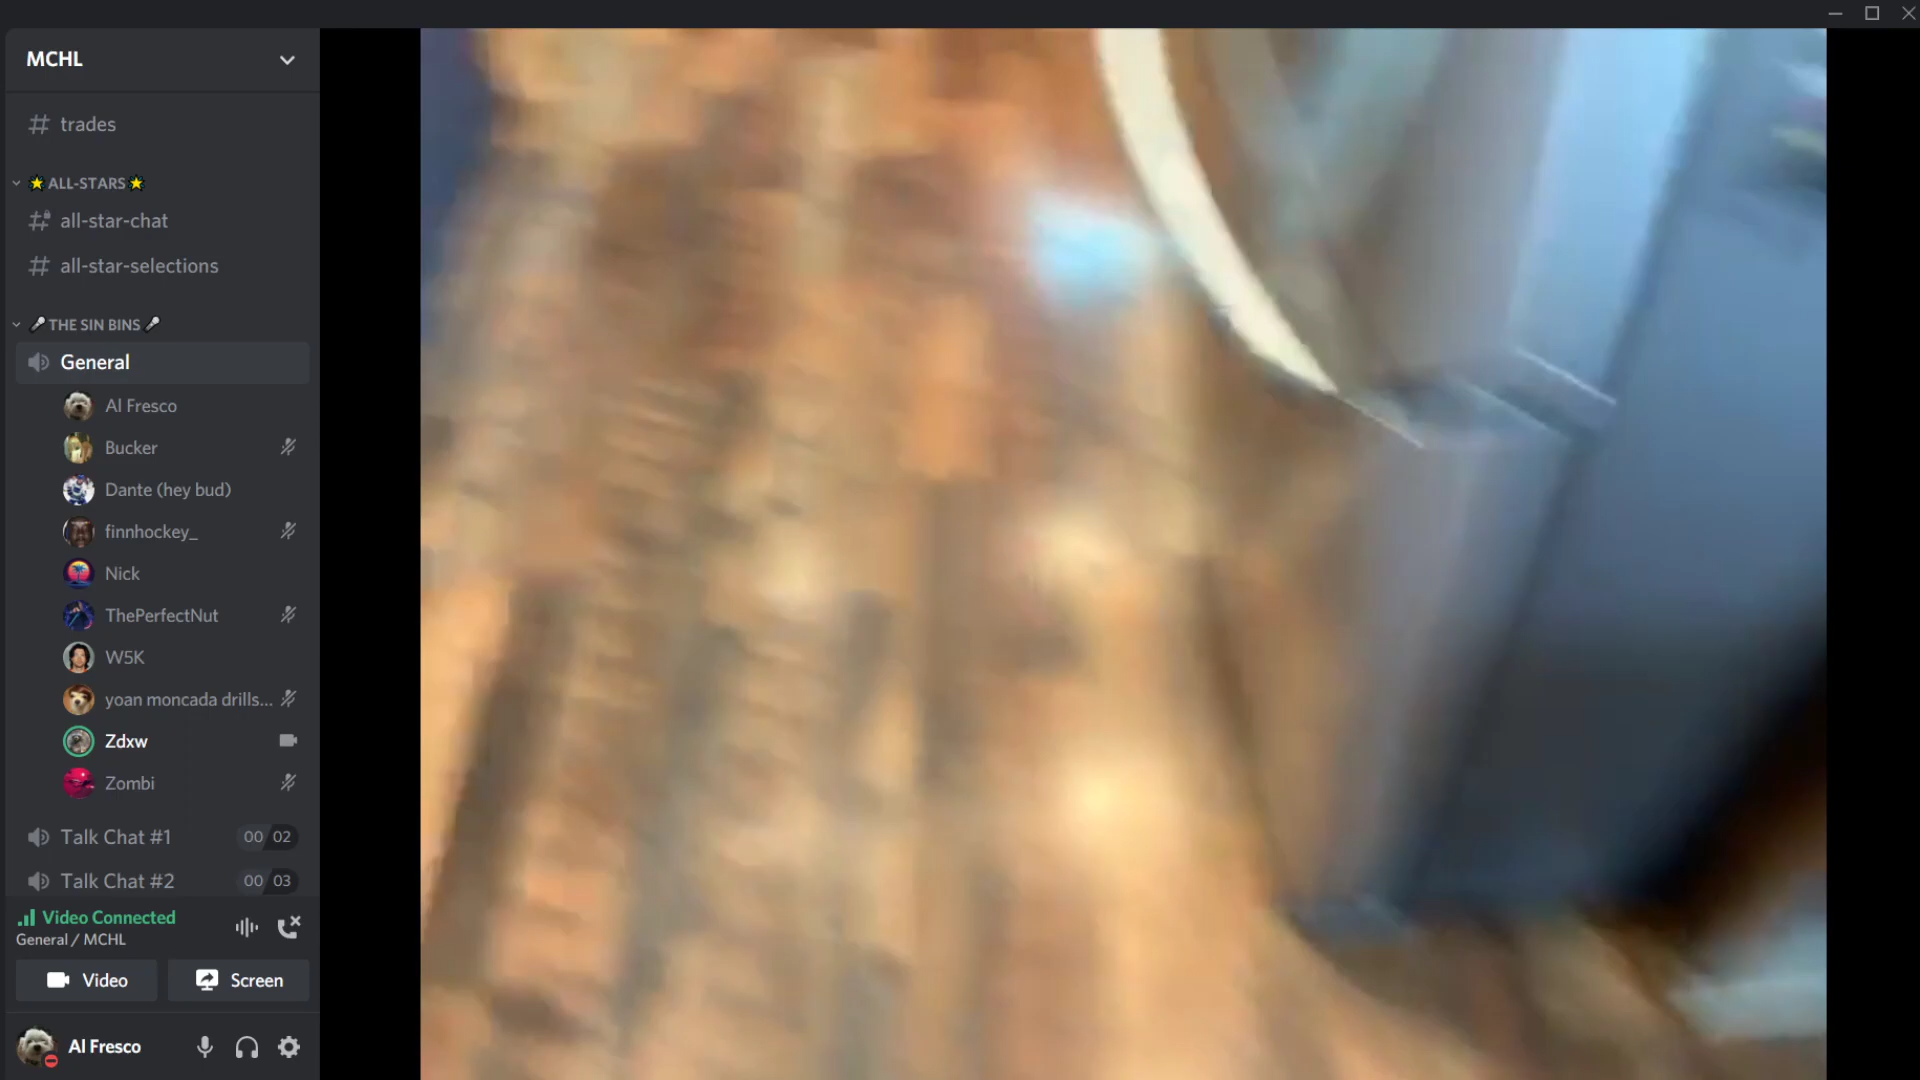 MCHL
trades
ALL-STARS
all-star-chat
all-star-selections
THE SIN BINS
General
Al Fresco
Bucker
Dante (hey bud)
finnhockey_
Nick
ThePerfectNut
W5K
yoan moncada drills...
Zdxw
Zombi
Talk Chat #1 00 02
Talk Chat #2 00 03
Video Connected
General / MCHL
Video Screen
Al Fresco